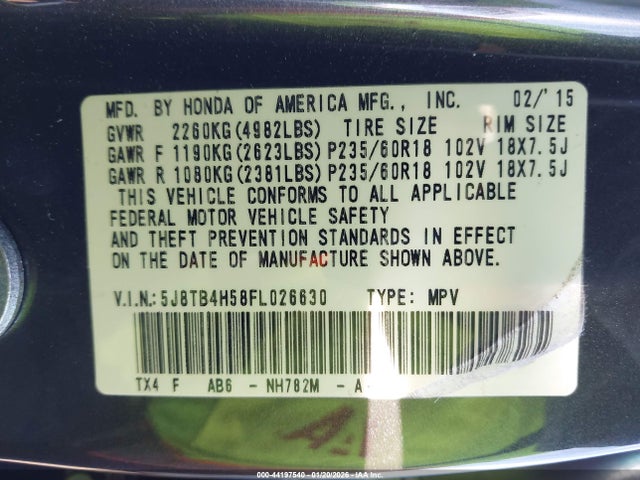 MFD. BY HONDA OF AMERICA MFG., INC. 02/'15
GVWR 2260KG(4982LBS) TIRE SIZE RIM SIZE
GAWR F 1190KG(2623LBS) P235/60R18 102V 18X7.5J
GAWR R 1080KG(2381LBS) P235/60R18 102V 18X7.5J
THIS VEHICLE CONFORMS TO ALL APPLICABLE
FEDERAL MOTOR VEHICLE SAFETY
AND THEFT PREVENTION STANDARDS IN EFFECT
ON THE DATE OF MANUFACTURE SHOWN ABOVE.
V.I.N.: 5J8TB4H58FL026630 TYPE: MPV
TX4 F AB6 - NH782M - A
000-44197540 - 01/20/2026 - IAA Inc.